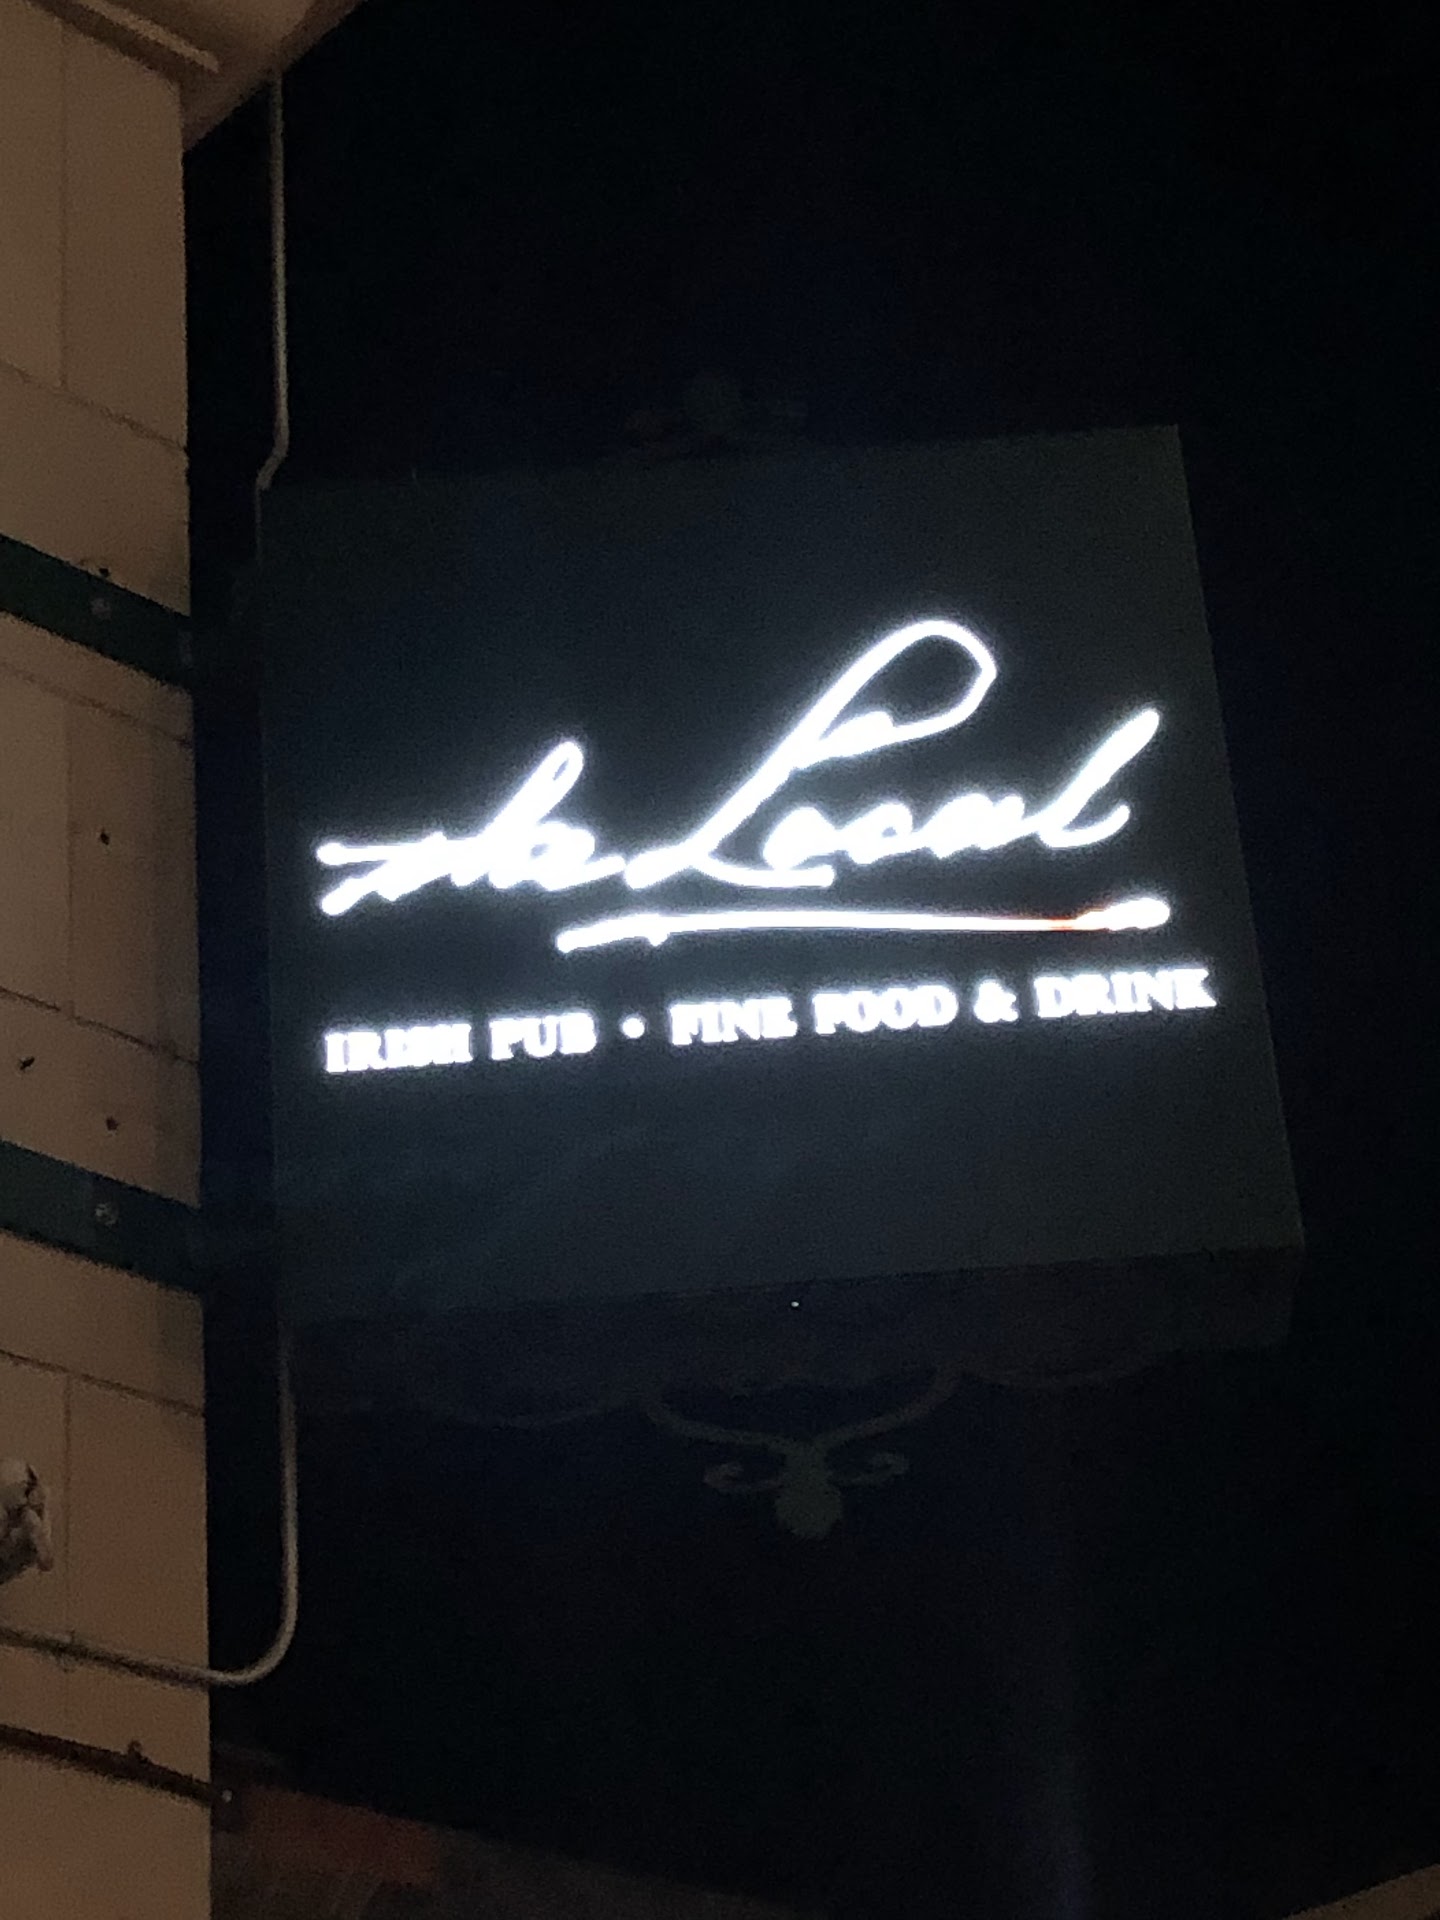 the Local
IRISH PUB • FINE FOOD & DRINK